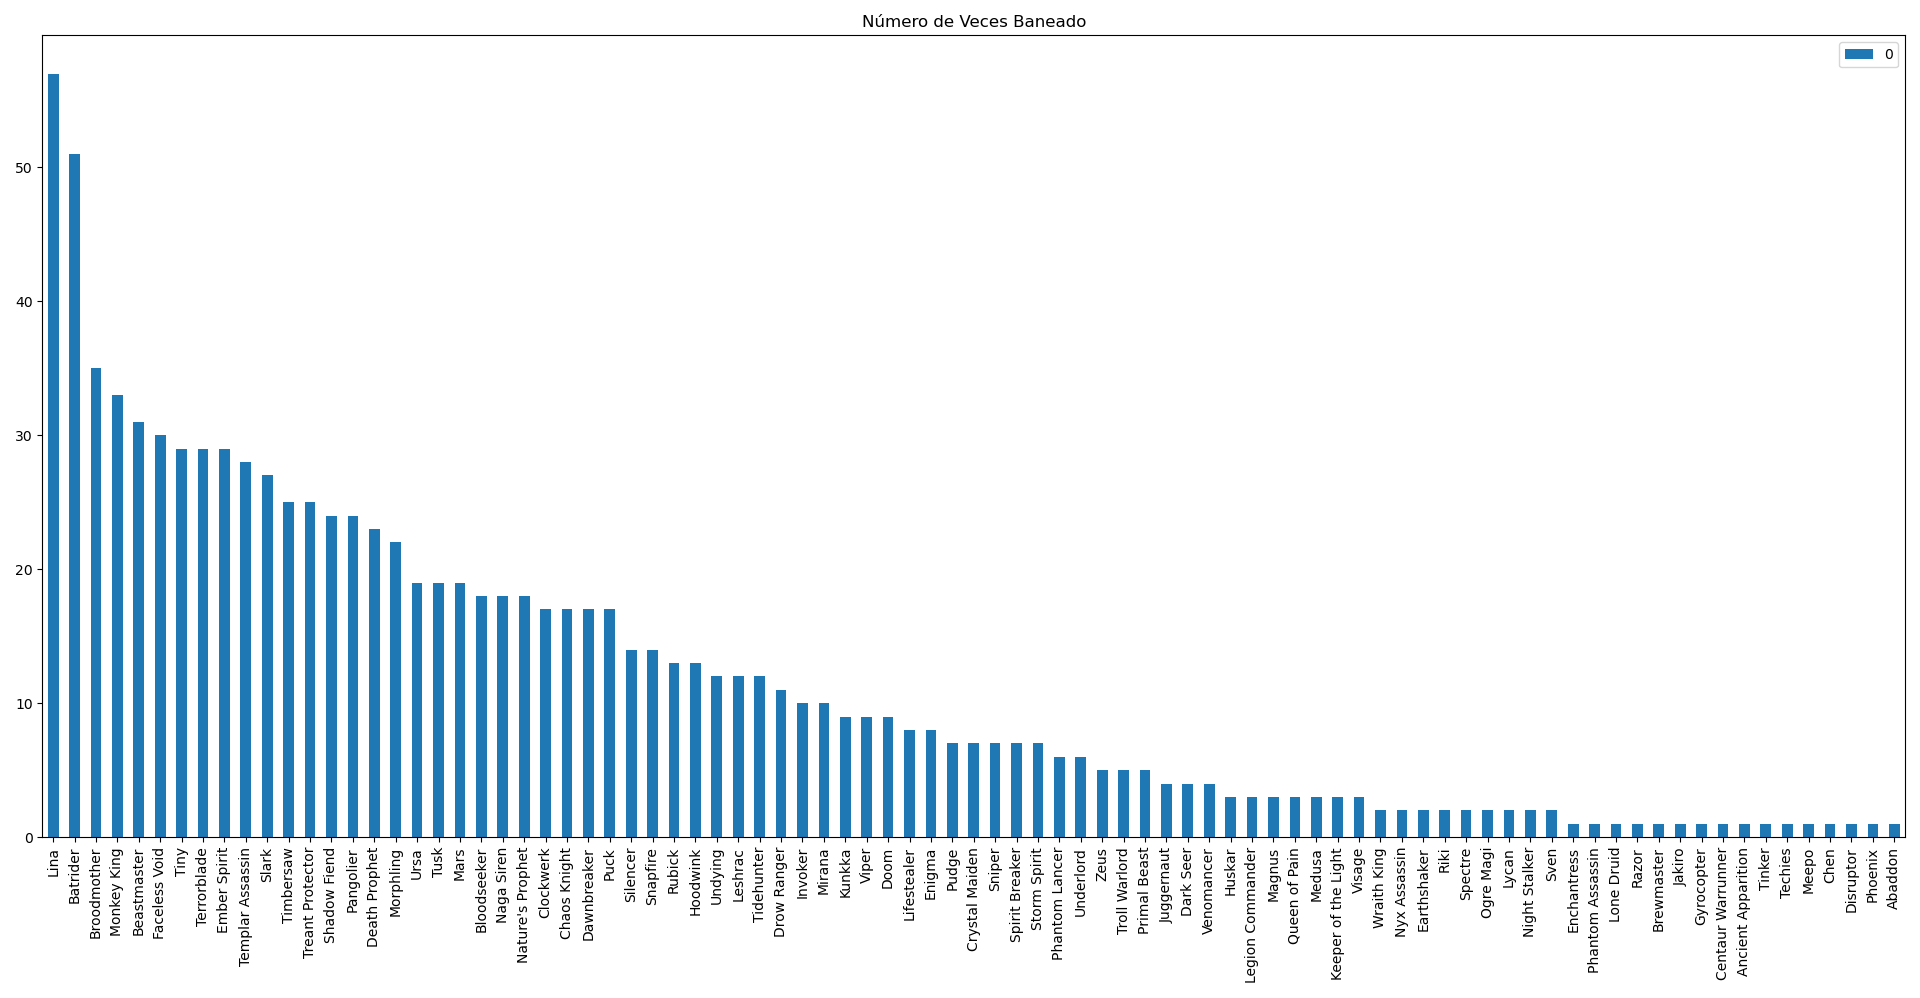 Número de Veces Baneado
0
50
40
30
20
10
0
Lina
Batrider
Broodmother
Monkey King
Beastmaster
Faceless Void
Tiny
Terrorblade
Ember Spirit
Templar Assassin
Slark
Timbersaw
Treant Protector
Shadow Fiend
Pangolier
Death Prophet
Morphling
Ursa
Tusk
Mars
Bloodseeker
Naga Siren
Nature's Prophet
Clockwerk
Chaos Knight
Dawnbreaker
Puck
Silencer
Snapfire
Rubick
Hoodwink
Undying
Leshrac
Tidehunter
Drow Ranger
Invoker
Mirana
Kunkka
Viper
Doom
Lifestealer
Enigma
Pudge
Crystal Maiden
Sniper
Spirit Breaker
Storm Spirit
Phantom Lancer
Underlord
Zeus
Troll Warlord
Primal Beast
Juggernaut
Dark Seer
Venomancer
Huskar
Legion Commander
Magnus
Queen of Pain
Medusa
Keeper of the Light
Visage
Wraith King
Nyx Assassin
Earthshaker
Riki
Spectre
Ogre Magi
Lycan
Night Stalker
Sven
Enchantress
Phantom Assassin
Lone Druid
Razor
Brewmaster
Jakiro
Gyrocopter
Centaur Warrunner
Ancient Apparition
Tinker
Techies
Meepo
Chen
Disruptor
Phoenix
Abaddon